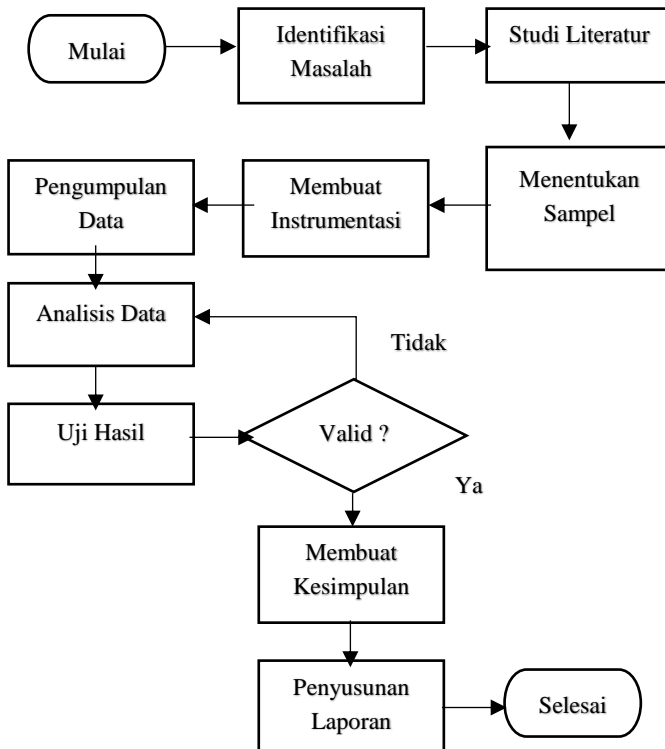 Mulai
Identifikasi
Masalah
Studi Literatur
Menentukan
Sampel
Membuat
Instrumentasi
Pengumpulan
Data
Analisis Data
Uji Hasil
Valid ?
Tidak
Ya
Membuat
Kesimpulan
Penyusunan
Laporan
Selesai